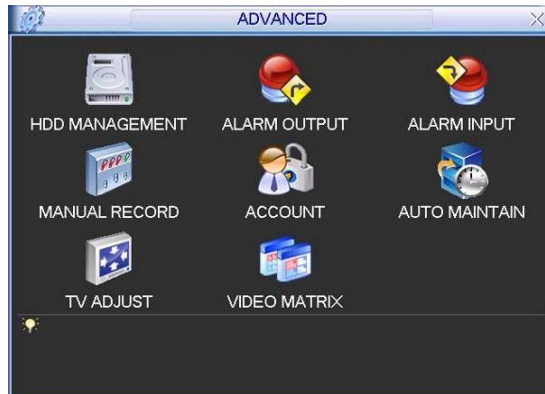 ADVANCED
HDD MANAGEMENT ALARM OUTPUT ALARM INPUT
MANUAL RECORD ACCOUNT AUTO MAINTAIN
TV ADJUST VIDEO MATRIX